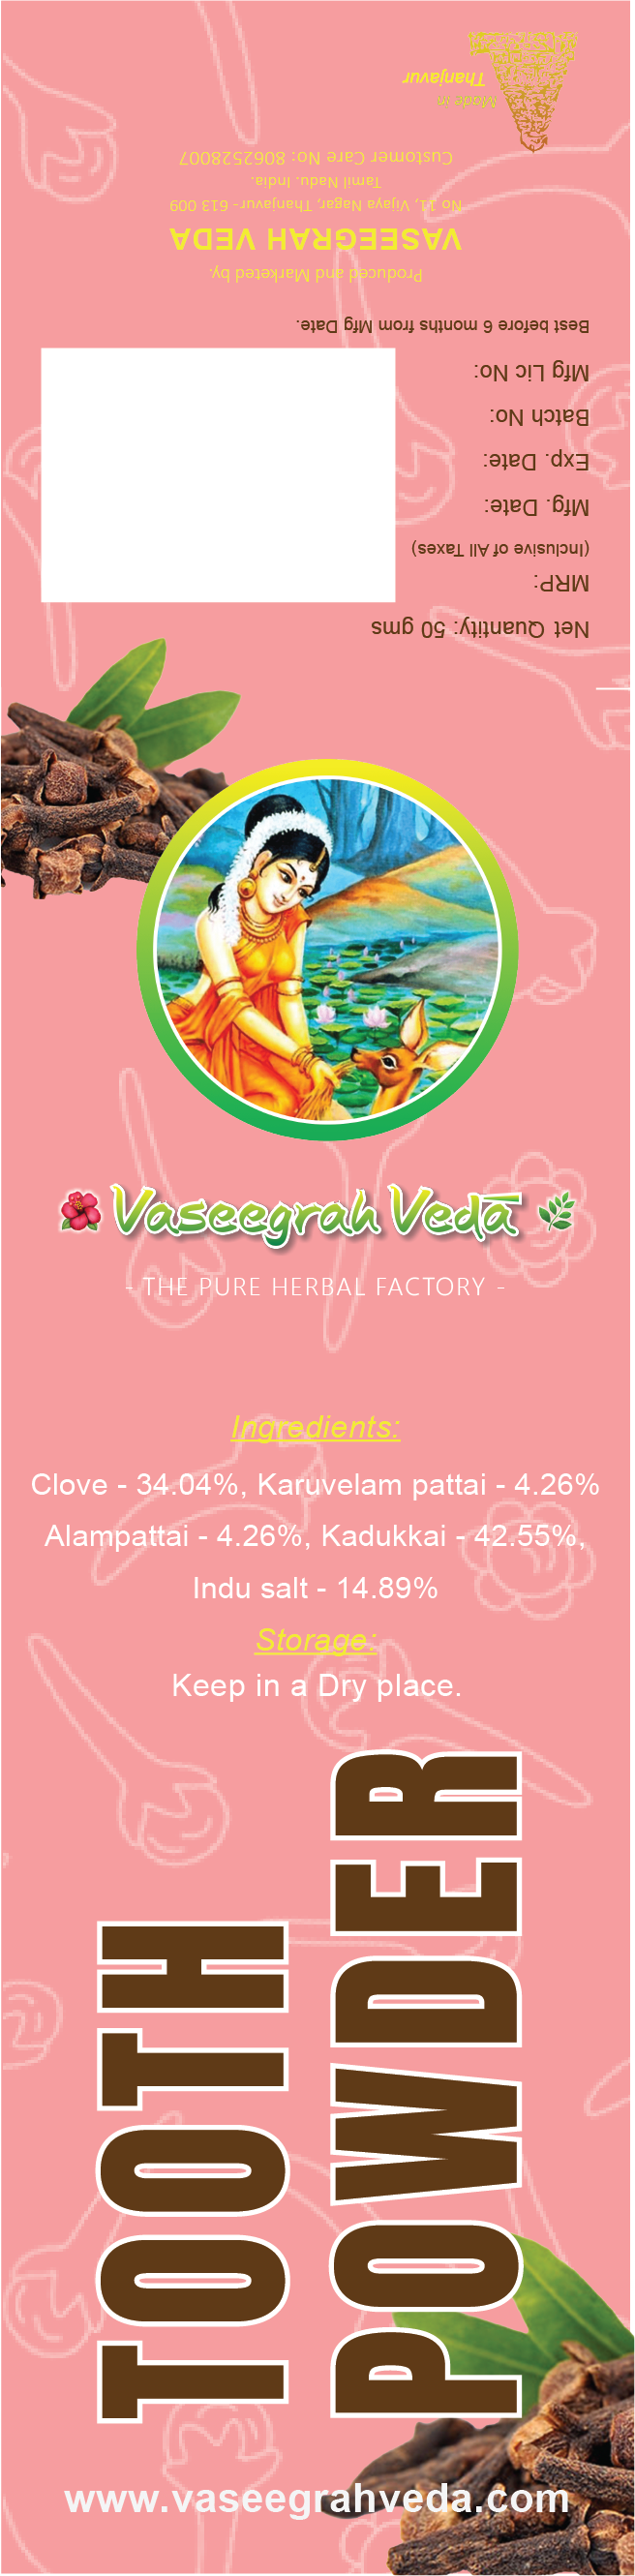 Net Quantity: 50 gms
MRP:
(Inclusive of All Taxes)
Mfg. Date:
Exp. Date:
Batch No:
Mfg Lic No:
Best before 6 months from Mfg Date.
Produced and Marketed by.
VASEEGRAH VEDA
No 11, Vijaya Nagar, Thanjavur- 613 009
Tamil Nadu. India.
Customer Care No: 8062528007
Made in
Thanjavur
Vaseegrah Veda
- THE PURE HERBAL FACTORY -
Ingredients:
Clove - 34.04%, Karuvelam pattai - 4.26%
Alampattai - 4.26%, Kadukkai - 42.55%,
Indu salt - 14.89%
Storage:
Keep in a Dry place.
TOOTH
POWDER
www.vaseegrahveda.com